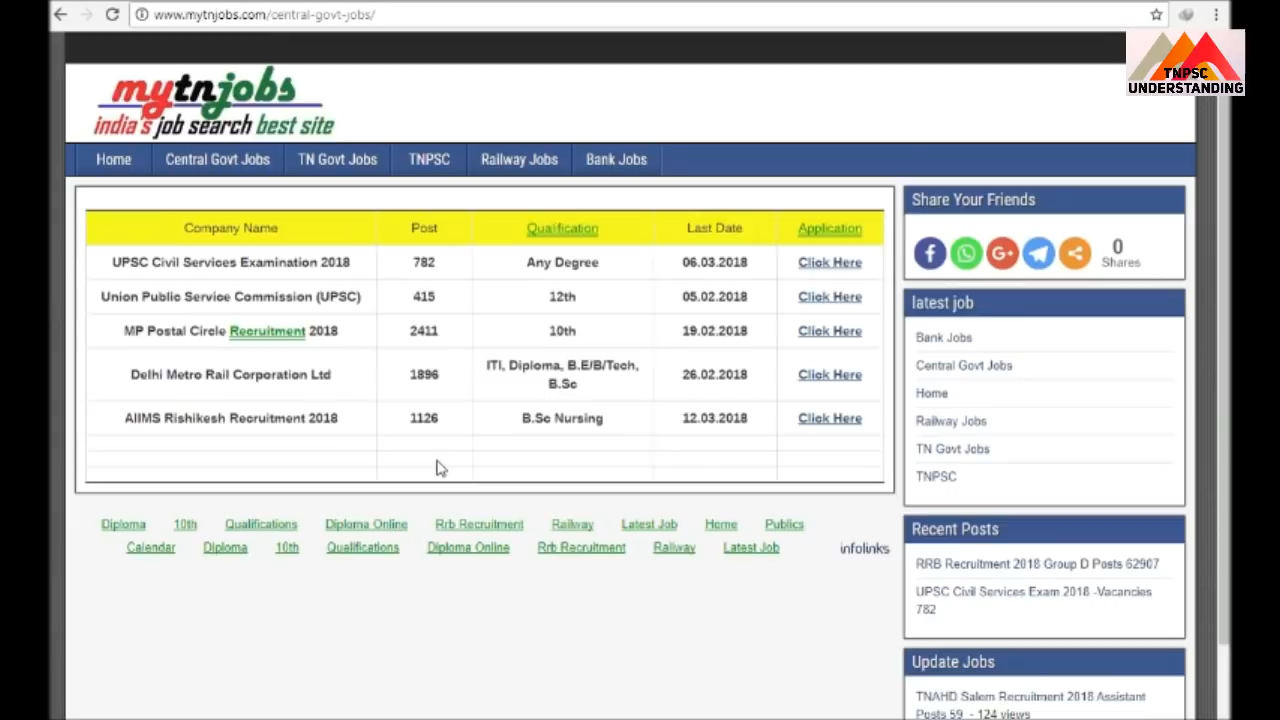 www.mytnjobs.com/central-govt-jobs/
TNPSC
UNDERSTANDING
mytnjobs
india's job search best site
Home Central Govt Jobs TN Govt Jobs TNPSC Railway Jobs Bank Jobs
Company Name Post Qualification Last Date Application
UPSC Civil Services Examination 2018 782 Any Degree 06.03.2018 Click Here
Union Public Service Commission (UPSC) 415 12th 05.02.2018 Click Here
MP Postal Circle Recruitment 2018 2411 10th 19.02.2018 Click Here
Delhi Metro Rail Corporation Ltd 1896 ITI, Diploma, B.E/B/Tech, 26.02.2018 Click Here
B.Sc
AIIMS Rishikesh Recruitment 2018 1126 B.Sc Nursing 12.03.2018 Click Here
Diploma 10th Qualifications Diploma Online Rrb Recruitment Railway Latest Job Home Publics
Calendar Diploma 10th Qualifications Diploma Online Rrb Recruitment Railway Latest Job infolinks
Share Your Friends
0
Shares
latest job
Bank Jobs
Central Govt Jobs
Home
Railway Jobs
TN Govt Jobs
TNPSC
Recent Posts
RRB Recruitment 2018 Group D Posts 62907
UPSC Civil Services Exam 2018 -Vacancies
782
Update Jobs
TNAHD Salem Recruitment 2018 Assistant
Posts 59 - 124 views